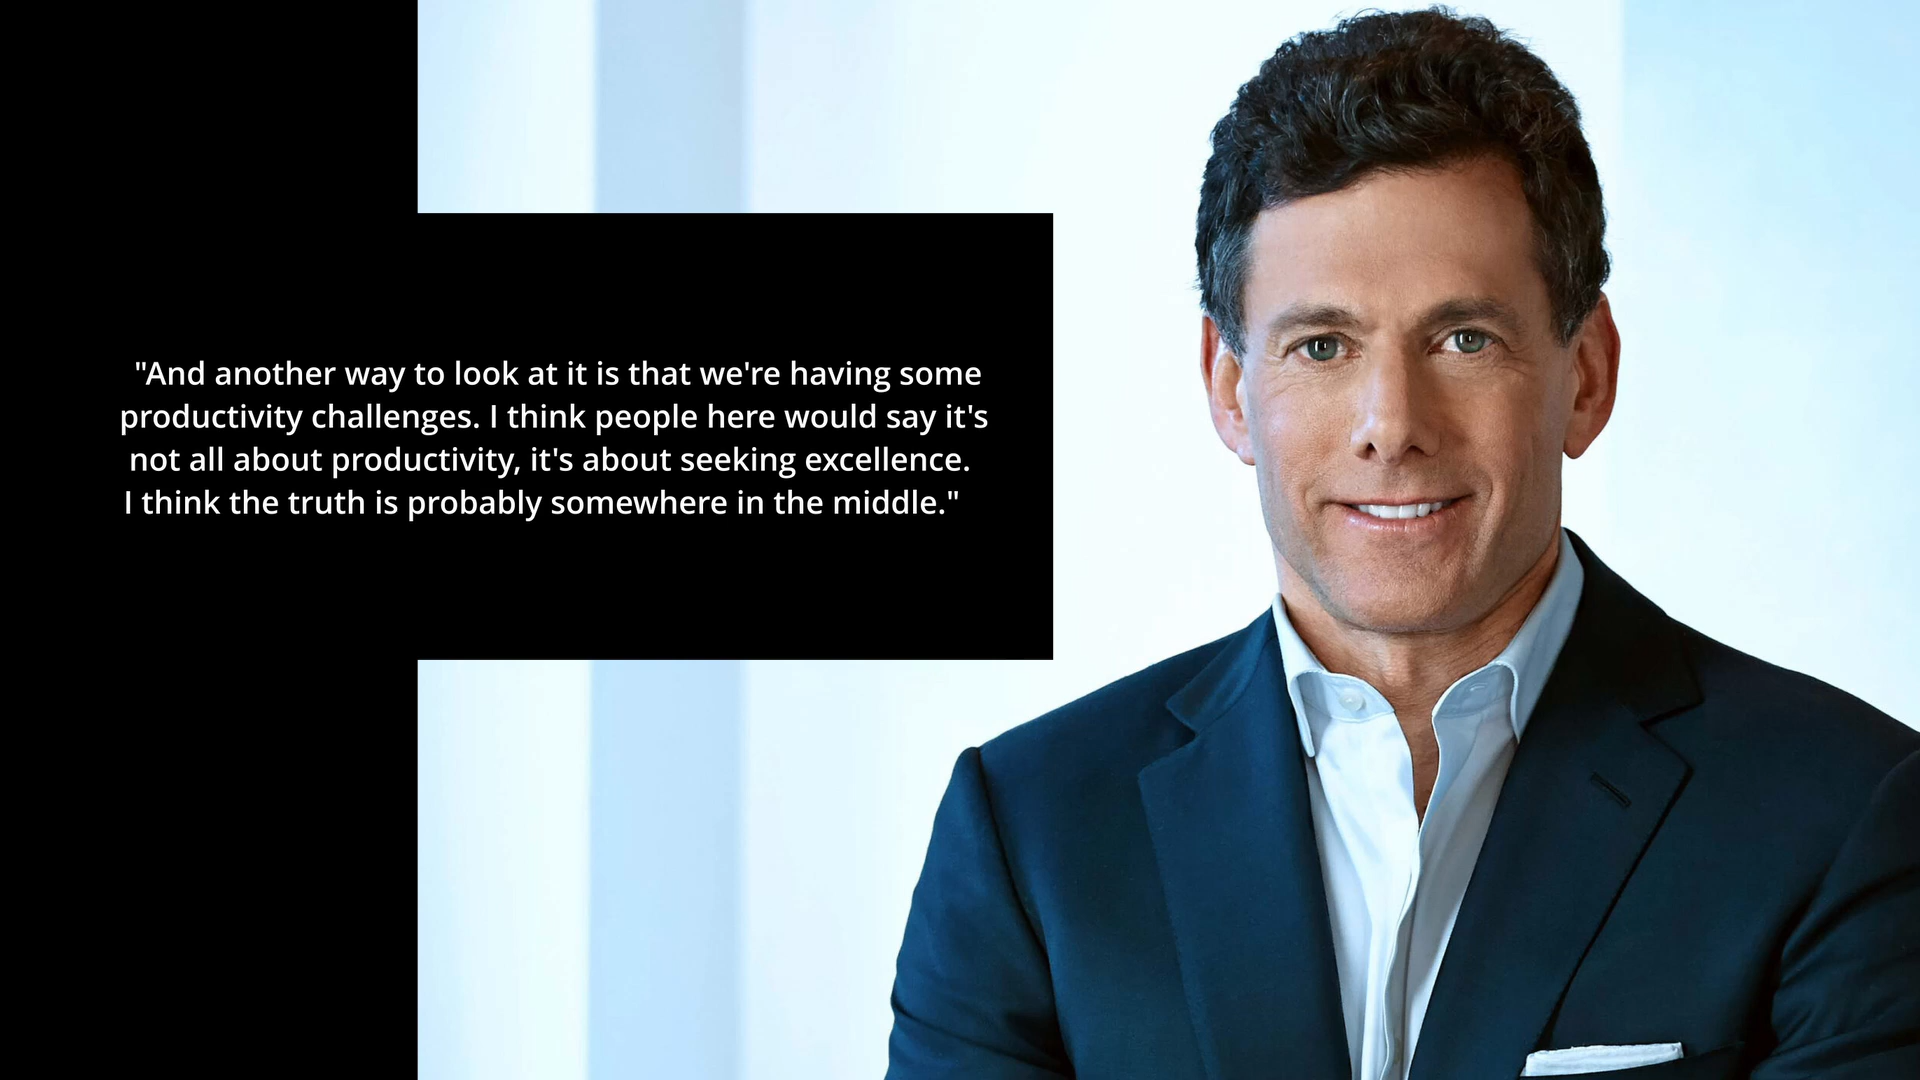 "And another way to look at it is that we're having some
productivity challenges. I think people here would say it's
not all about productivity, it's about seeking excellence.
I think the truth is probably somewhere in the middle."